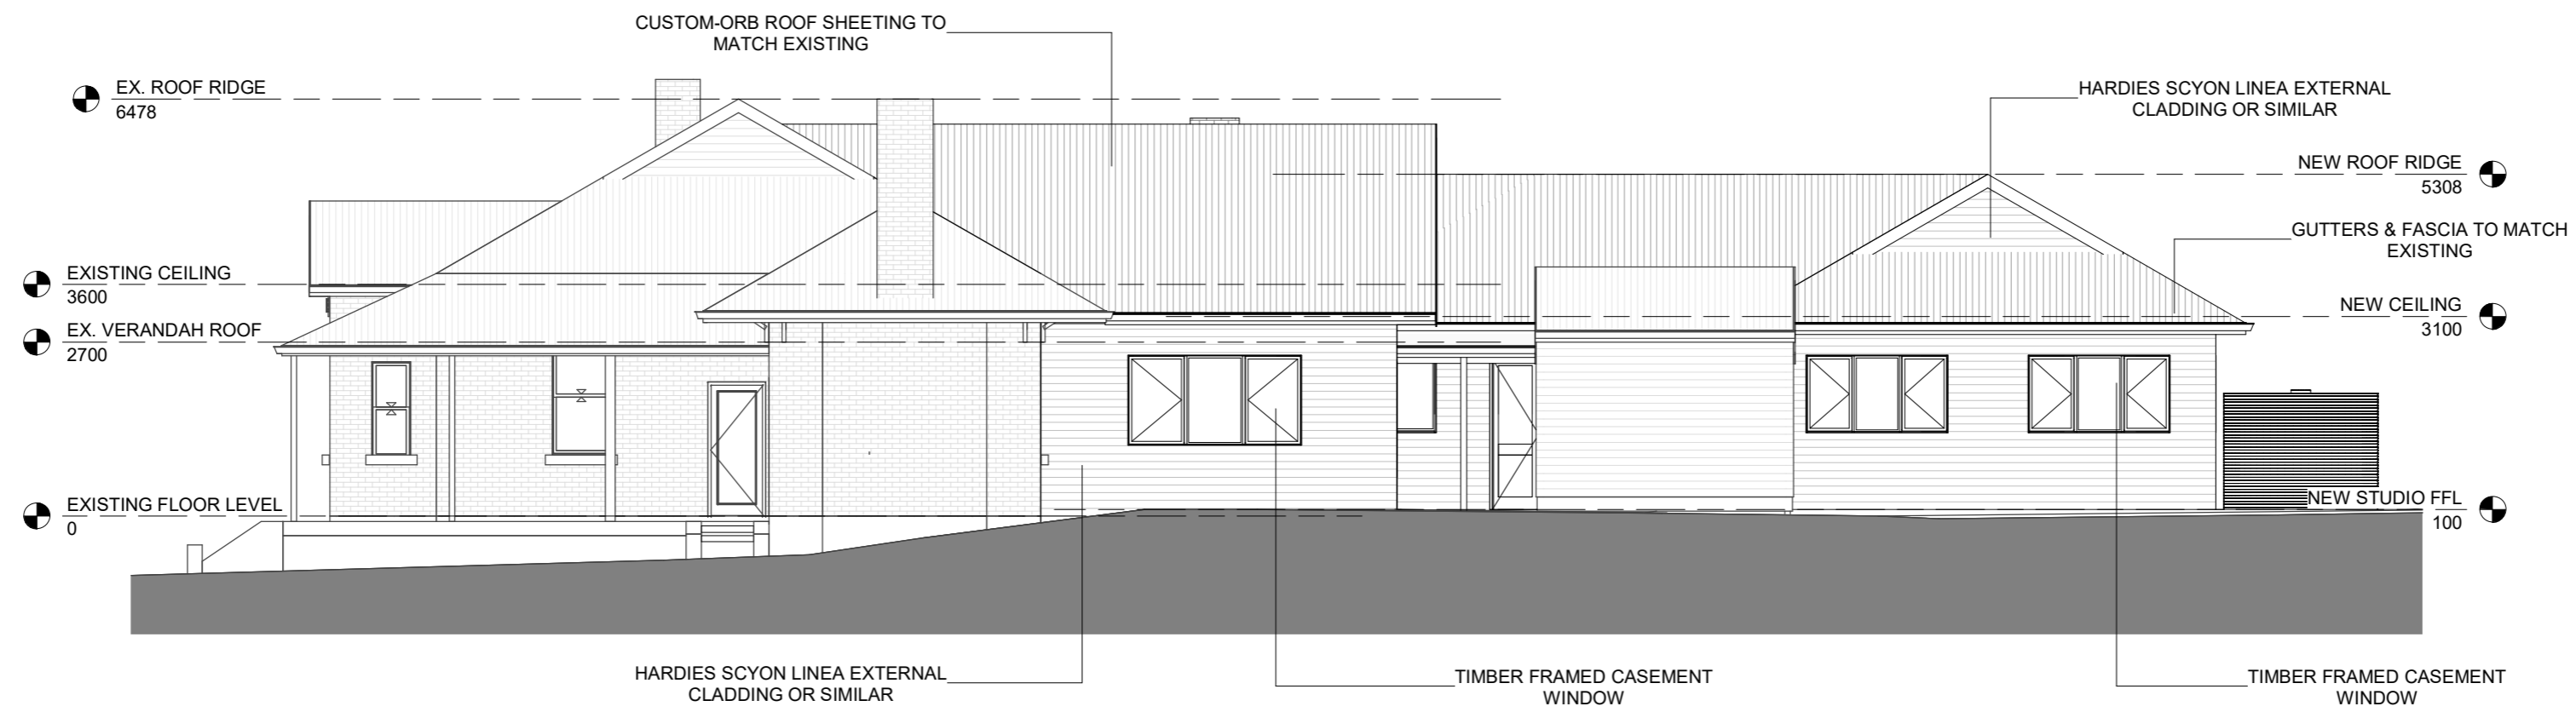 CUSTOM-ORB ROOF SHEETING TO
MATCH EXISTING
EX. ROOF RIDGE
6478
HARDIES SCYON LINEA EXTERNAL
CLADDING OR SIMILAR
NEW ROOF RIDGE
5308
GUTTERS & FASCIA TO MATCH
EXISTING
EXISTING CEILING
3600
NEW CEILING
3100
EX. VERANDAH ROOF
2700
EXISTING FLOOR LEVEL
0
NEW STUDIO FFL
100
HARDIES SCYON LINEA EXTERNAL
CLADDING OR SIMILAR
TIMBER FRAMED CASEMENT
WINDOW
TIMBER FRAMED CASEMENT
WINDOW